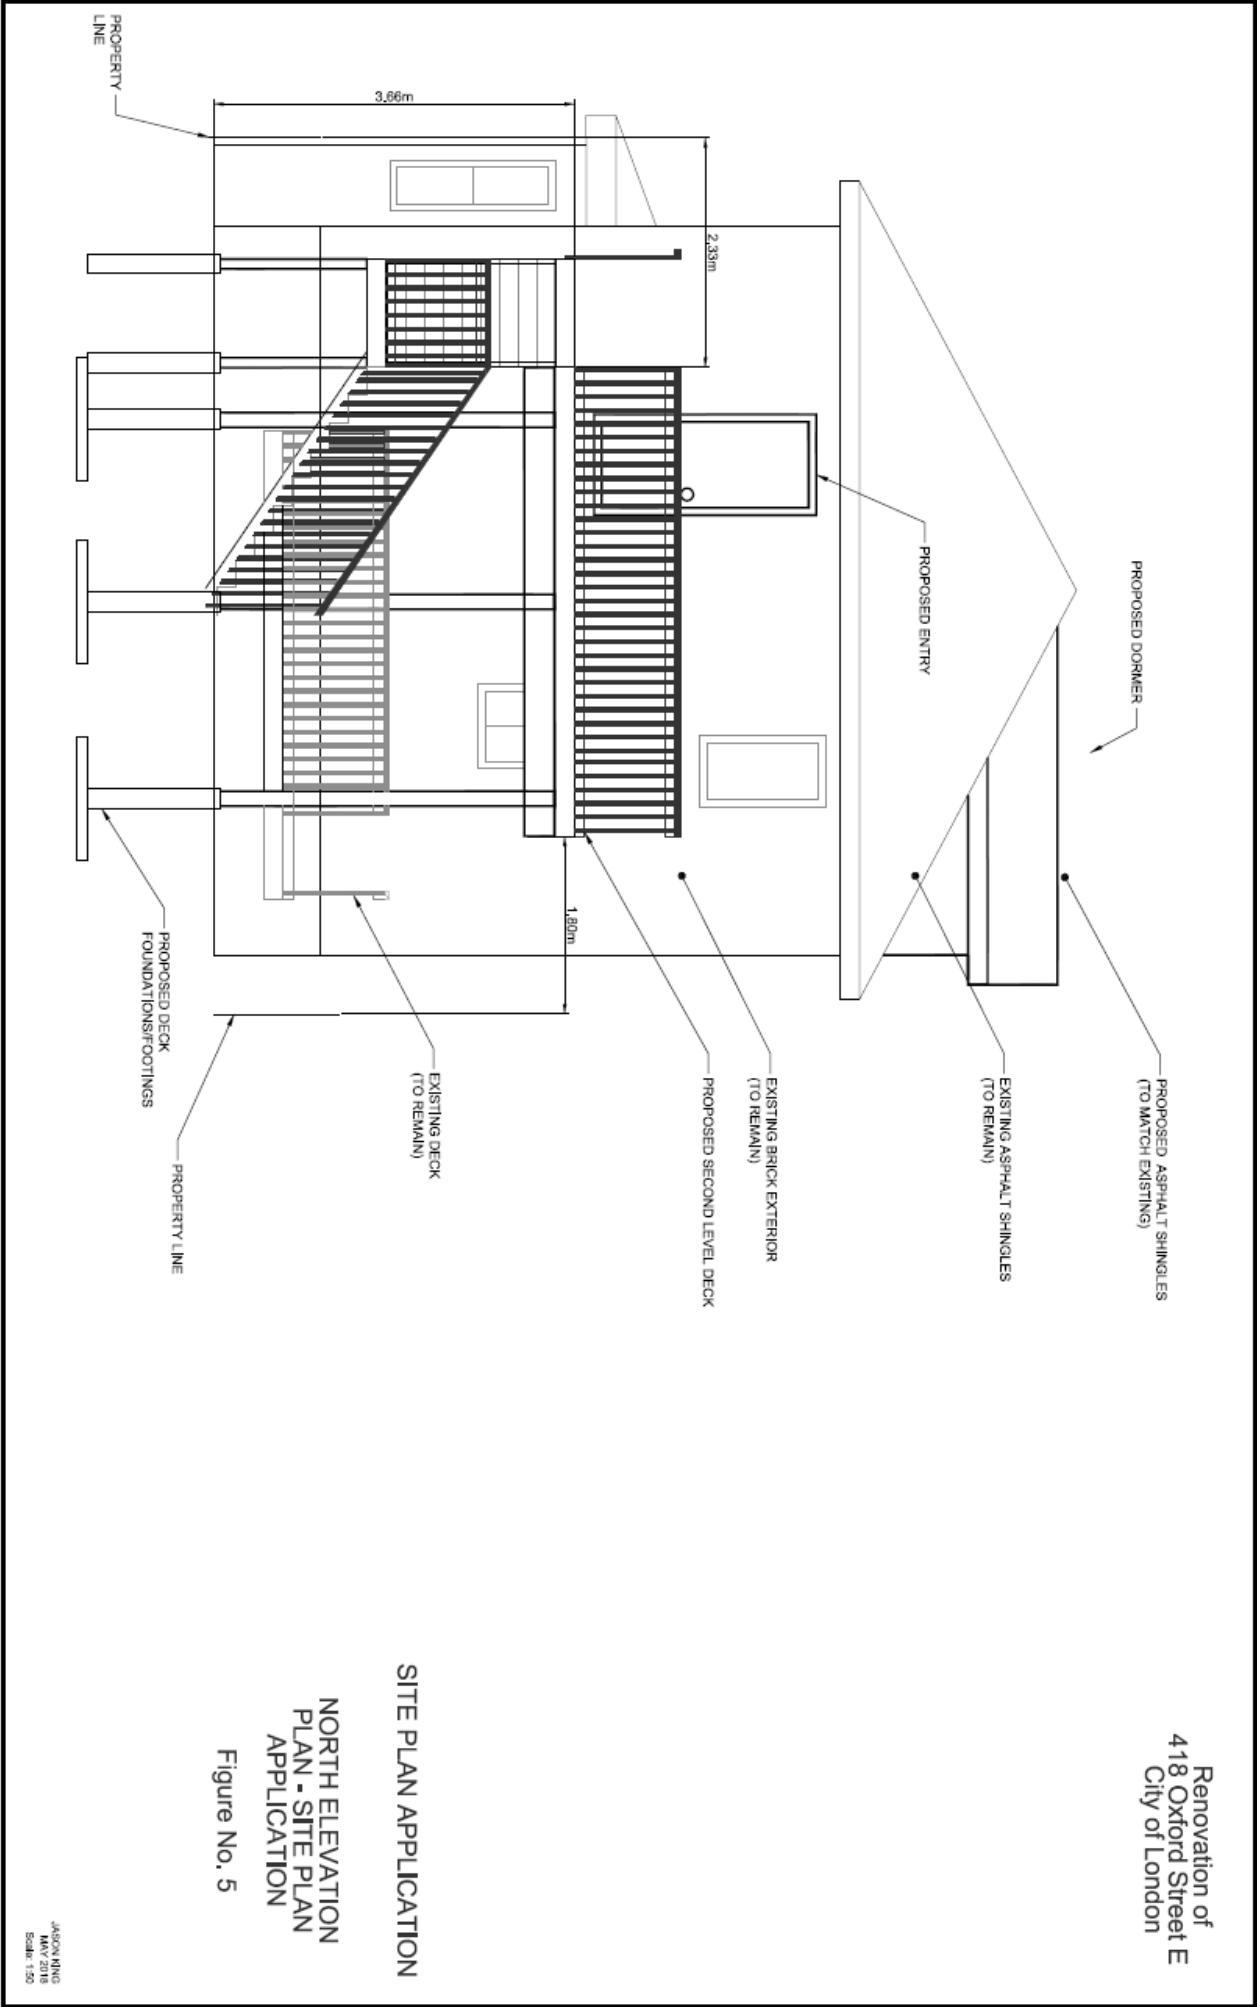 Renovation of
418 Oxford Street E
City of London
PROPOSED DORMER
PROPOSED ASPHALT SHINGLES
(TO MATCH EXISTING)
EXISTING ASPHALT SHINGLES
(TO REMAIN)
PROPOSED ENTRY
EXISTING BRICK EXTERIOR
(TO REMAIN)
PROPOSED SECOND LEVEL DECK
2.33m
1.80m
3.66m
EXISTING DECK
(TO REMAIN)
PROPERTY LINE
PROPOSED DECK
FOUNDATIONS/FOOTINGS
PROPERTY
LINE
SITE PLAN APPLICATION
NORTH ELEVATION
PLAN - SITE PLAN
APPLICATION
Figure No. 5
JASON KING
MAY 2018
Scale: 1:50